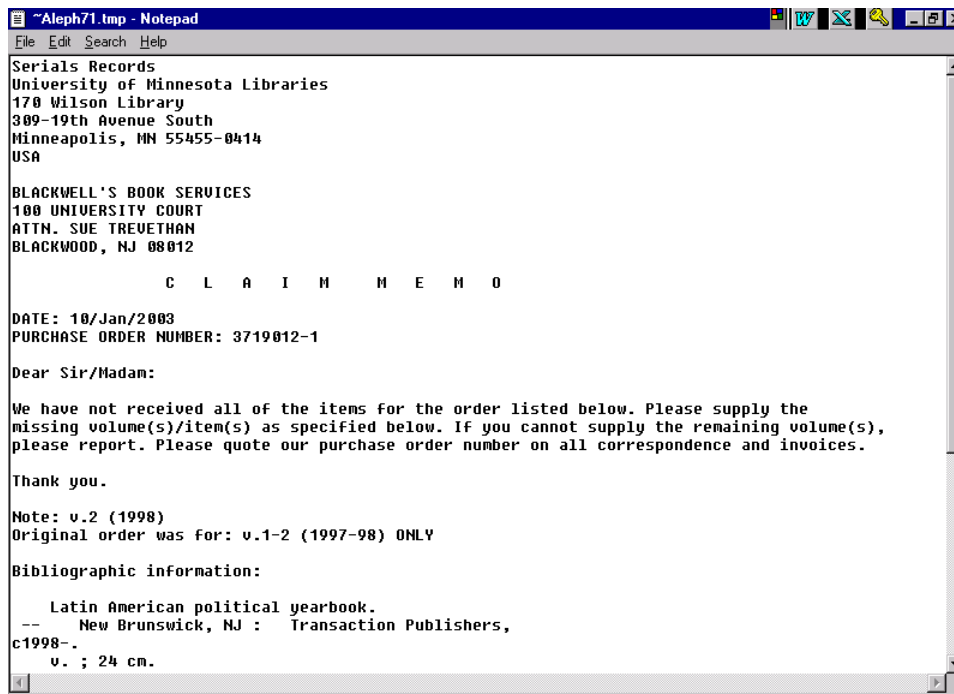 ~Aleph71.tmp - Notepad
File Edit Search Help
Serials Records
University of Minnesota Libraries
170 Wilson Library
309-19th Avenue South
Minneapolis, MN 55455-0414
USA
BLACKWELL'S BOOK SERVICES
100 UNIVERSITY COURT
ATTN. SUE TREVETHAN
BLACKWOOD, NJ 08012
C L A I M M E M O
DATE: 10/Jan/2003
PURCHASE ORDER NUMBER: 3719012-1
Dear Sir/Madam:
We have not received all of the items for the order listed below. Please supply the
missing volume(s)/item(s) as specified below. If you cannot supply the remaining volume(s),
please report. Please quote our purchase order number on all correspondence and invoices.
Thank you.
Note: v.2 (1998)
Original order was for: v.1-2 (1997-98) ONLY
Bibliographic information:
Latin American political yearbook.
-- New Brunswick, NJ : Transaction Publishers,
c1998-.
v. ; 24 cm.